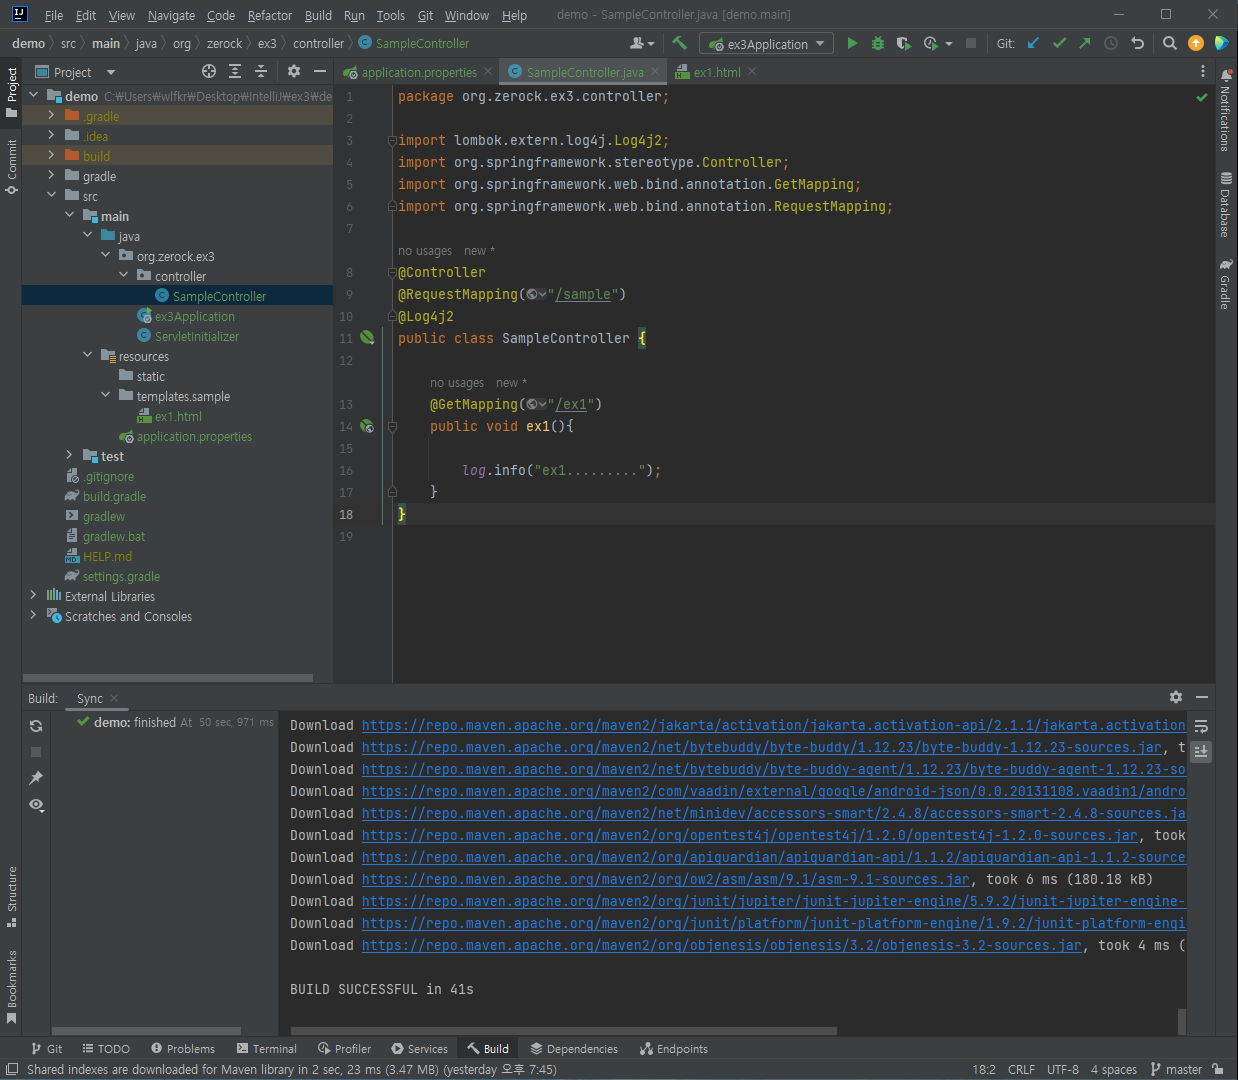 File Edit View Navigate Code Refactor Build Run Tools Git Window Help demo - SampleController.java [demo.main]
demo src main java org zerock ex3 controller SampleController ex3Application Git:
Project
application.properties SampleController.java ex1.html
demo C:₩Users₩wlfkr₩Desktop₩IntelliJ₩ex3₩de
.gradle
.idea
build
gradle
src
main
java
org.zerock.ex3
controller
SampleController
ex3Application
ServletInitializer
resources
static
templates.sample
ex1.html
application.properties
test
.gitignore
build.gradle
gradlew
gradlew.bat
HELP.md
settings.gradle
External Libraries
Scratches and Consoles
Project
Commit
Structure
Bookmarks
1 package org.zerock.ex3.controller;
2
3 import lombok.extern.log4j.Log4j2;
4 import org.springframework.stereotype.Controller;
5 import org.springframework.web.bind.annotation.GetMapping;
6 import org.springframework.web.bind.annotation.RequestMapping;
7
no usages new *
8 @Controller
9 @RequestMapping("/sample")
10 @Log4j2
11 public class SampleController {
12
no usages new *
13 @GetMapping("/ex1")
14 public void ex1(){
15
16 log.info("ex1.........");
17 }
18 }
19
Notifications
Database
Gradle
Build: Sync
demo: finished At 50 sec, 971 ms
Download https://repo.maven.apache.org/maven2/jakarta/activation/jakarta.activation-api/2.1.1/jakarta.activation
Download https://repo.maven.apache.org/maven2/net/bytebuddy/byte-buddy/1.12.23/byte-buddy-1.12.23-sources.jar, t
Download https://repo.maven.apache.org/maven2/net/bytebuddy/byte-buddy-agent/1.12.23/byte-buddy-agent-1.12.23-so
Download https://repo.maven.apache.org/maven2/com/vaadin/external/google/android-json/0.0.20131108.vaadin1/andro
Download https://repo.maven.apache.org/maven2/net/minidev/accessors-smart/2.4.8/accessors-smart-2.4.8-sources.ja
Download https://repo.maven.apache.org/maven2/org/opentest4j/opentest4j/1.2.0/opentest4j-1.2.0-sources.jar, took
Download https://repo.maven.apache.org/maven2/org/apiguardian/apiguardian-api/1.1.2/apiguardian-api-1.1.2-source
Download https://repo.maven.apache.org/maven2/org/ow2/asm/asm/9.1/asm-9.1-sources.jar, took 6 ms (180.18 kB)
Download https://repo.maven.apache.org/maven2/org/junit/jupiter/junit-jupiter-engine/5.9.2/junit-jupiter-engine-
Download https://repo.maven.apache.org/maven2/org/junit/platform/junit-platform-engine/1.9.2/junit-platform-engi
Download https://repo.maven.apache.org/maven2/org/objenesis/objenesis/3.2/objenesis-3.2-sources.jar, took 4 ms (
BUILD SUCCESSFUL in 41s
Git TODO Problems Terminal Profiler Services Build Dependencies Endpoints
Shared indexes are downloaded for Maven library in 2 sec, 23 ms (3.47 MB) (yesterday 오후 7:45) 18:2 CRLF UTF-8 4 spaces master